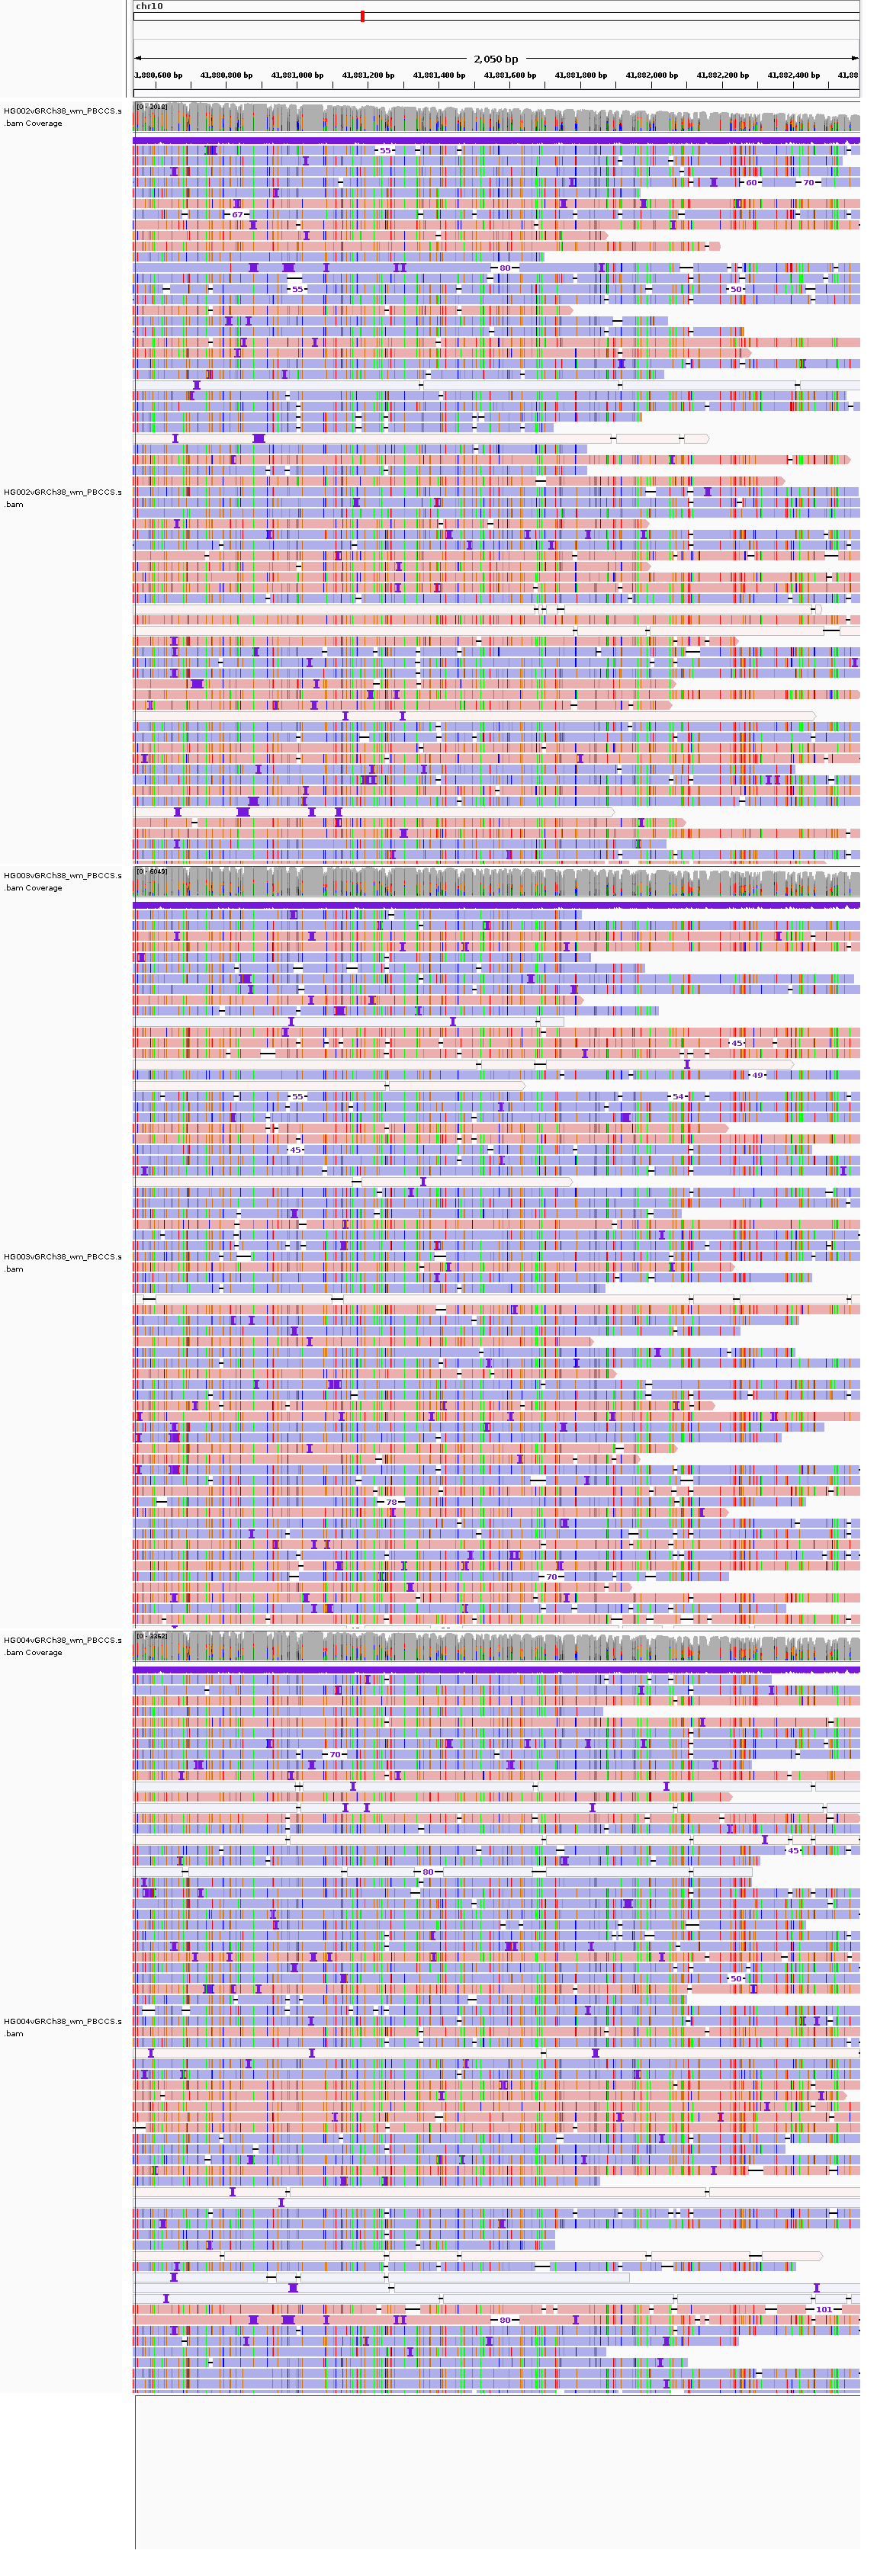 chr10
2,050 bp
41,880,800 bp 41,881,000 bp 41,881,200 bp 41,881,400 bp 41,881,600 bp 41,881,800 bp 41,882,000 bp 41,882,200 bp 41,882,400 bp 41,88
HG002vGRCh38_wm_PBCCS.s
.bam Coverage
[0 - 2018]
55
60 70
67
80
55 50
HG002vGRCh38_wm_PBCCS.s
.bam
HG003vGRCh38_wm_PBCCS.s
.bam Coverage
[0 - 6049]
45
49
55 54
45
HG003vGRCh38_wm_PBCCS.s
.bam
78
70
HG004vGRCh38_wm_PBCCS.s
.bam Coverage
70
45
80
50
HG004vGRCh38_wm_PBCCS.s
.bam
101
80